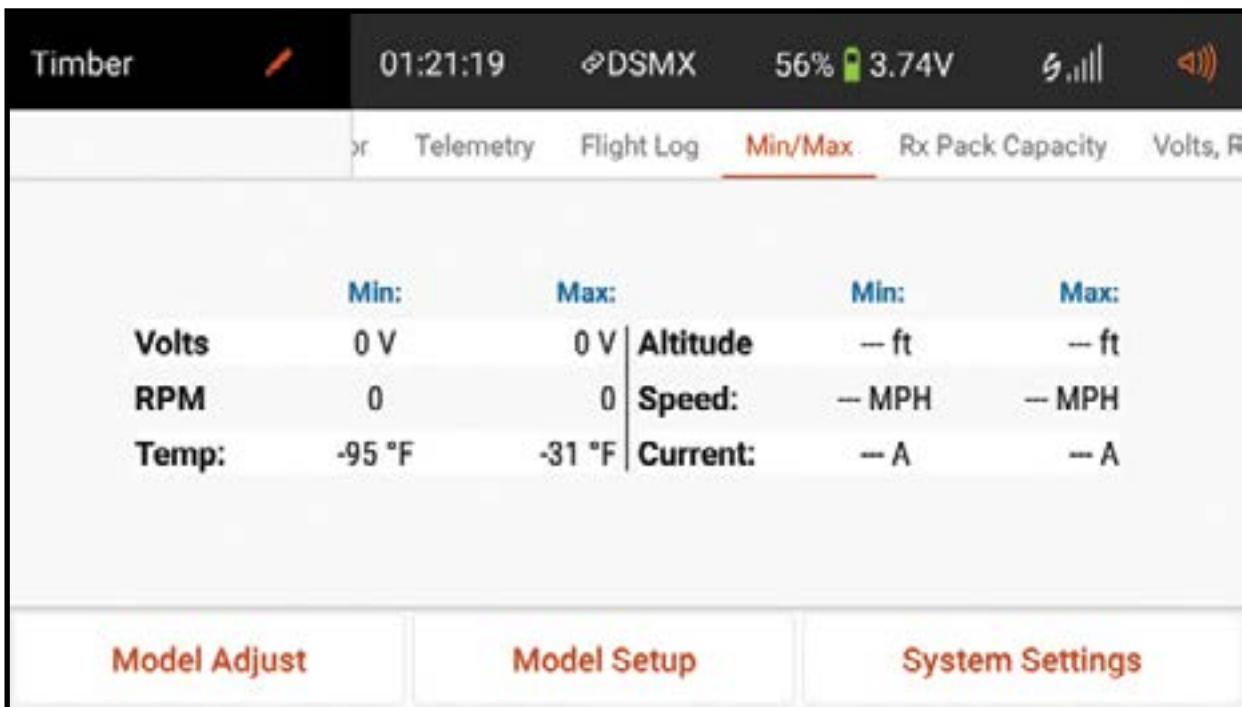 Timber 01:21:19 DSMX 56% 3.74V
or Telemetry Flight Log Min/Max Rx Pack Capacity Volts, R
Min: Max: Min: Max:
Volts 0 V 0 V Altitude --- ft --- ft
RPM 0 0 Speed: --- MPH --- MPH
Temp: -95 °F -31 °F Current: --- A --- A
Model Adjust Model Setup System Settings